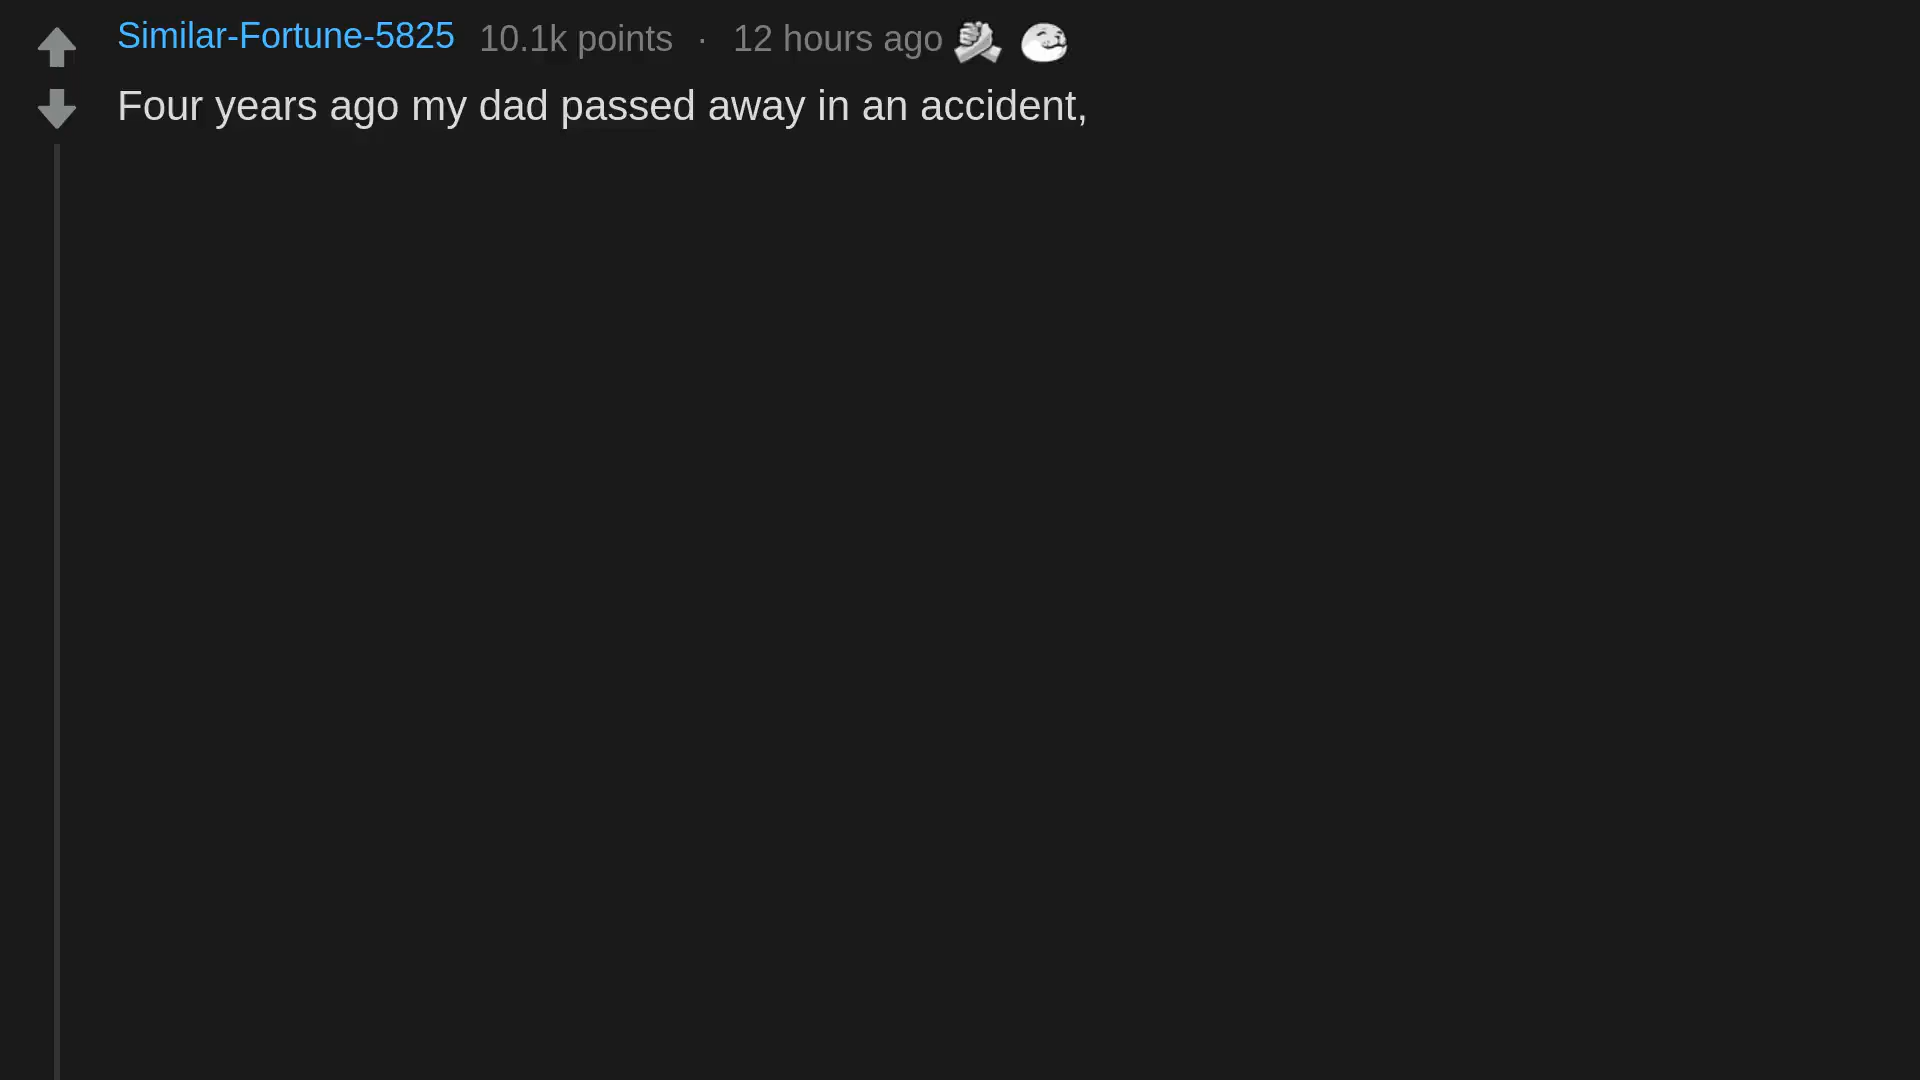 Similar-Fortune-5825 10.1k points · 12 hours ago
Four years ago my dad passed away in an accident,